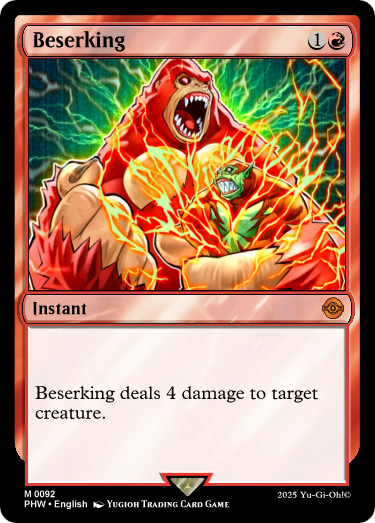 Beserking 1
Instant
Beserking deals 4 damage to target
creature.
M 0092
PHW • English Yugioh Trading Card Game
2025 Yu-Gi-Oh!©